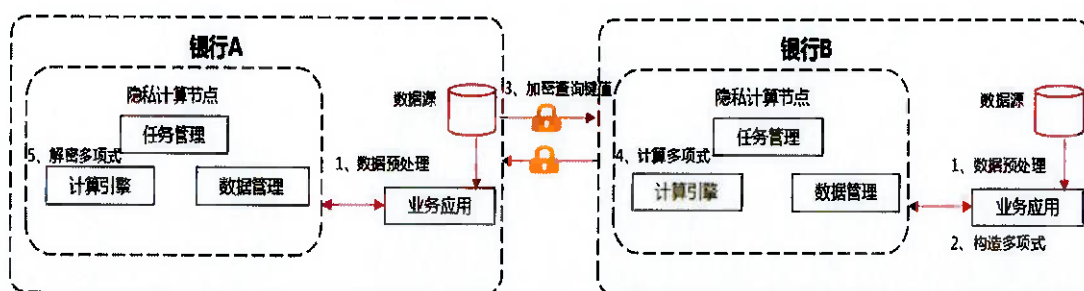 银行A
隐私计算节点
任务管理
5、解密多项式
计算引擎
数据管理
数据源
1、数据预处理
业务应用
3、加密查询键值
银行B
隐私计算节点
任务管理
4、计算多项式
计算引擎
数据管理
数据源
1、数据预处理
业务应用
2、构造多项式